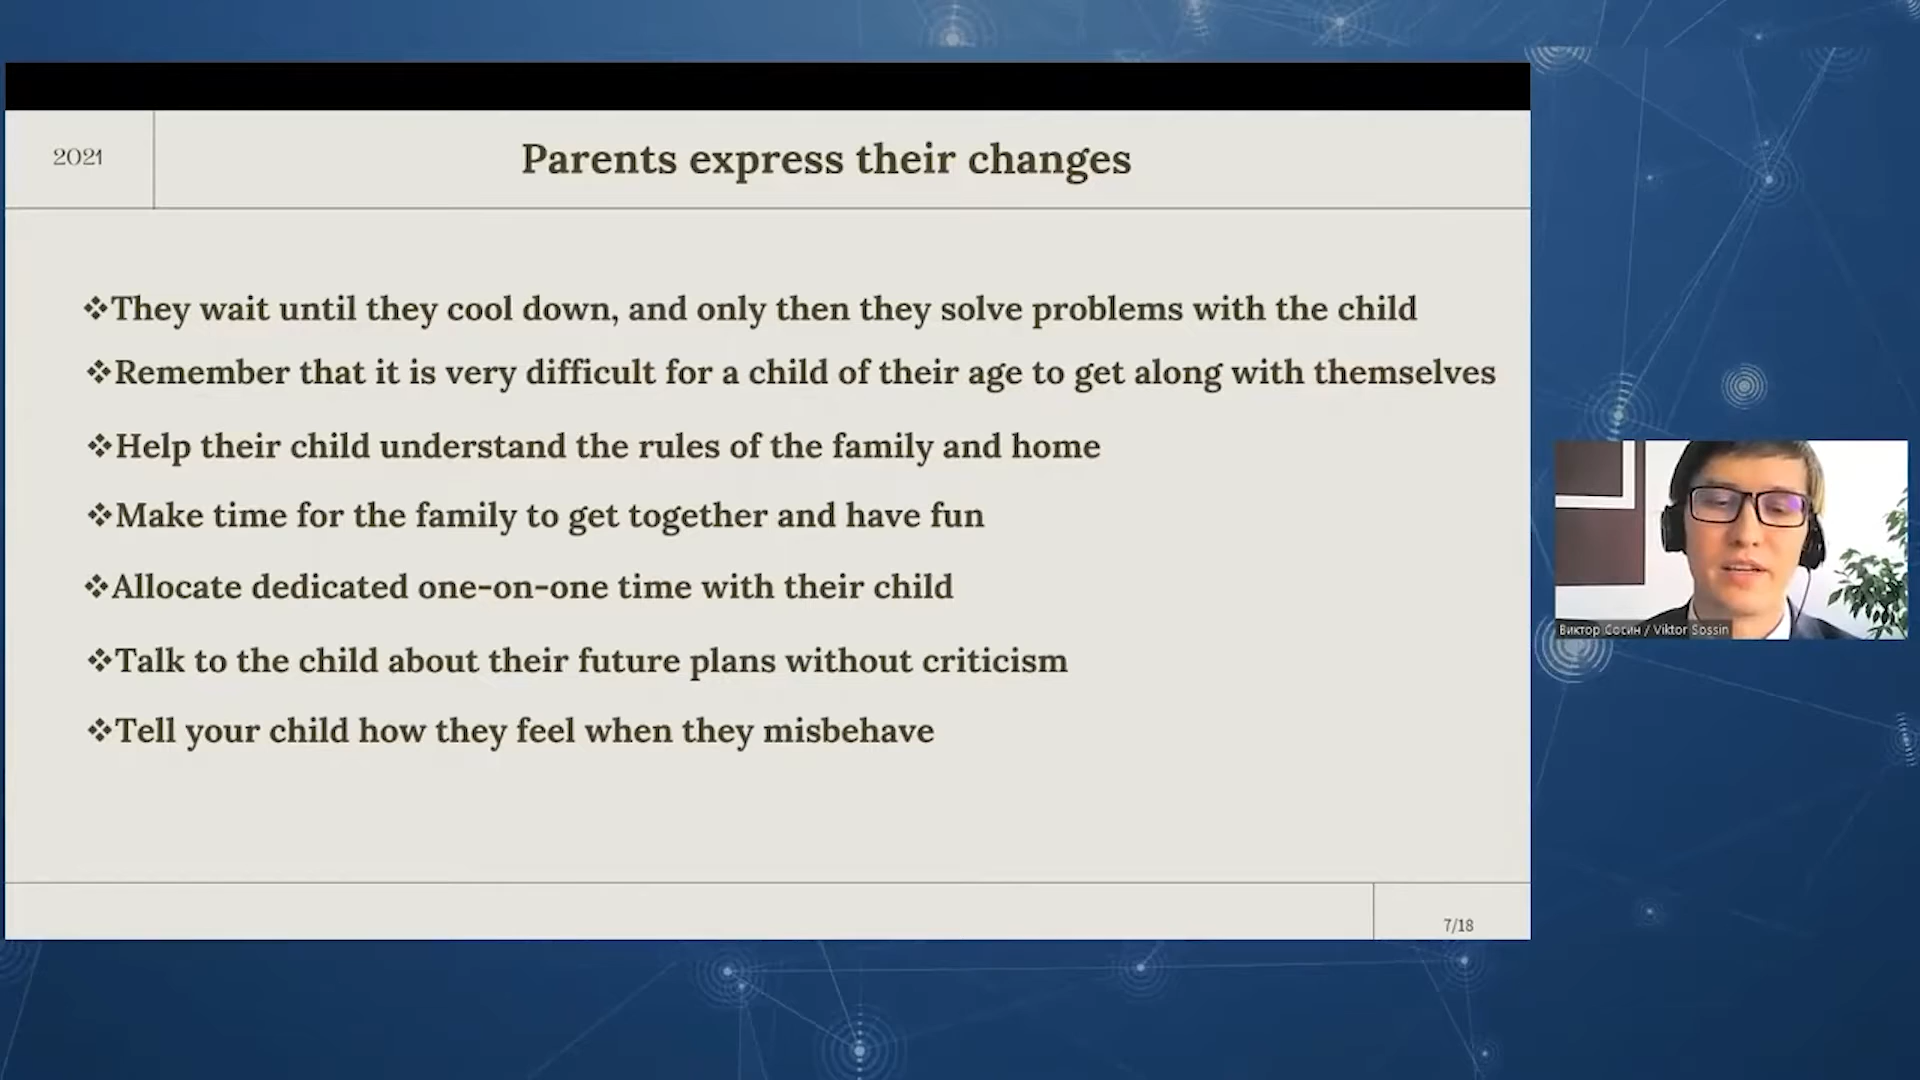 2021
Parents express their changes
❖They wait until they cool down, and only then they solve problems with the child
❖Remember that it is very difficult for a child of their age to get along with themselves
❖Help their child understand the rules of the family and home
❖Make time for the family to get together and have fun
❖Allocate dedicated one-on-one time with their child
❖Talk to the child about their future plans without criticism
❖Tell your child how they feel when they misbehave
7/18
Виктор Сосин / Viktor Sossin